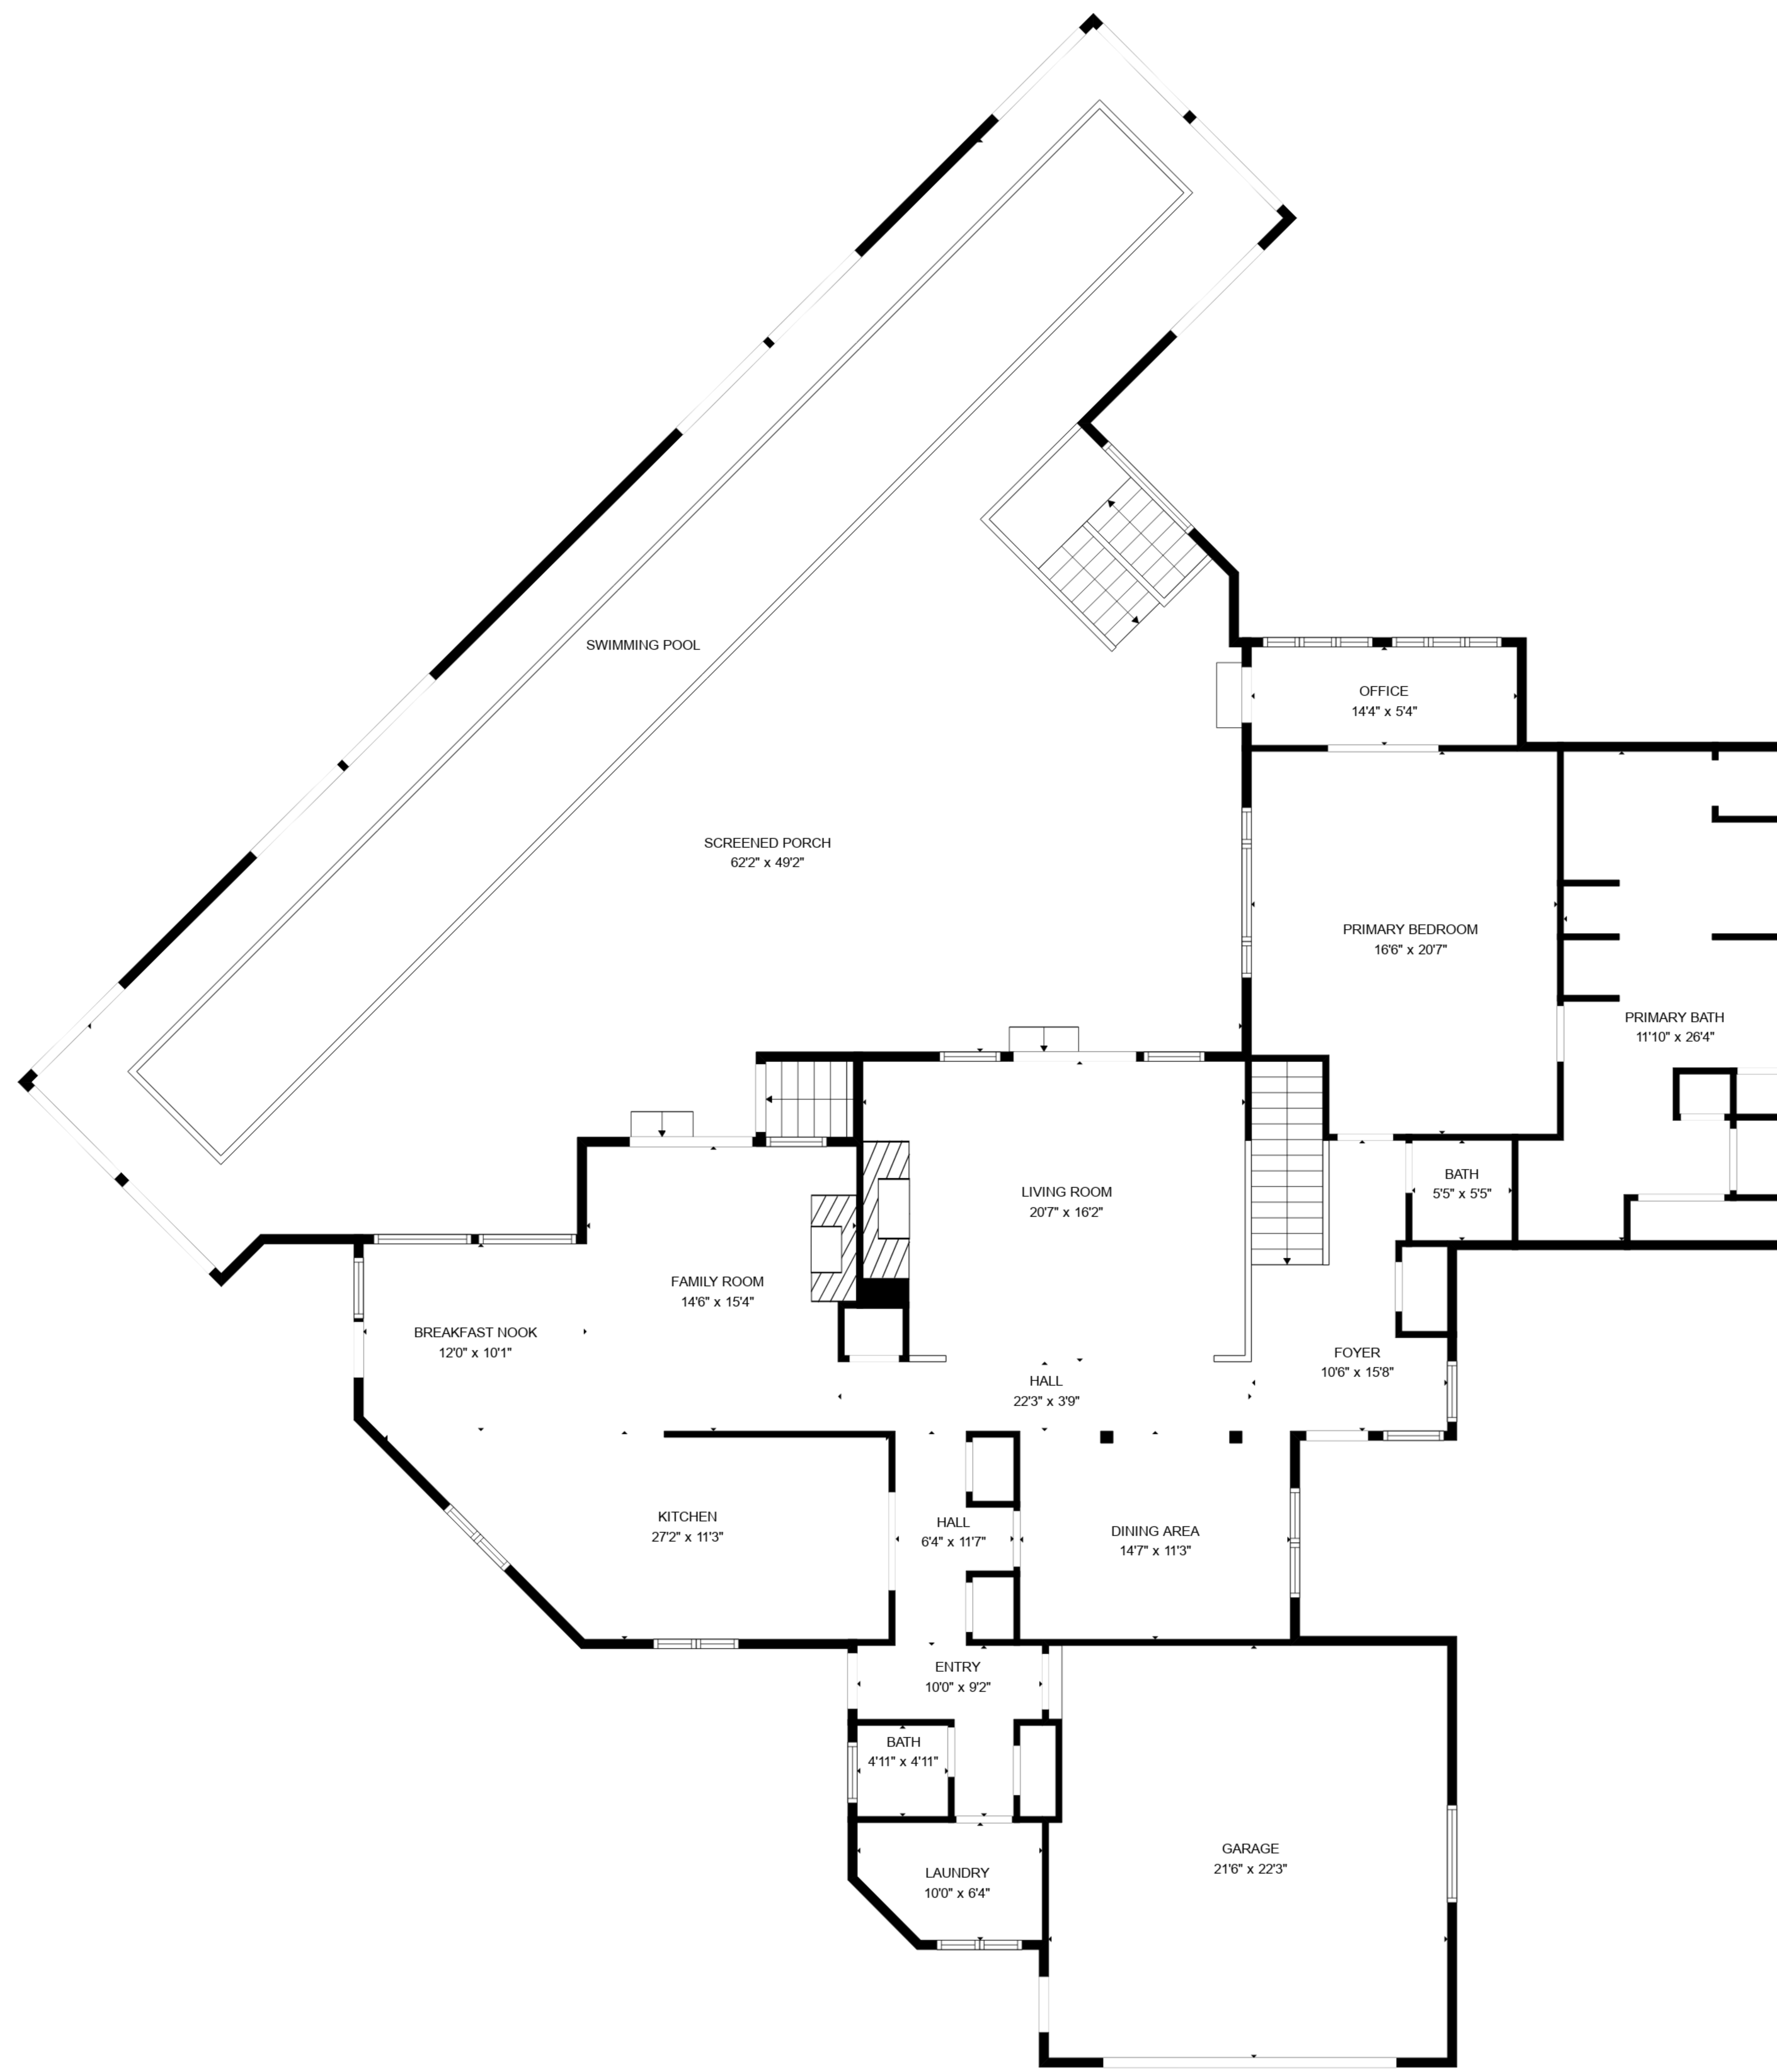 SWIMMING POOL
OFFICE
14'4" x 5'4"
SCREENED PORCH
62'2" x 49'2"
PRIMARY BEDROOM
16'6" x 20'7"
PRIMARY BATH
11'10" x 26'4"
BATH
5'5" x 5'5"
LIVING ROOM
20'7" x 16'2"
FAMILY ROOM
14'6" x 15'4"
BREAKFAST NOOK
12'0" x 10'1"
FOYER
10'6" x 15'8"
HALL
22'3" x 3'9"
KITCHEN
27'2" x 11'3"
HALL
6'4" x 11'7"
DINING AREA
14'7" x 11'3"
ENTRY
10'0" x 9'2"
BATH
4'11" x 4'11"
GARAGE
21'6" x 22'3"
LAUNDRY
10'0" x 6'4"